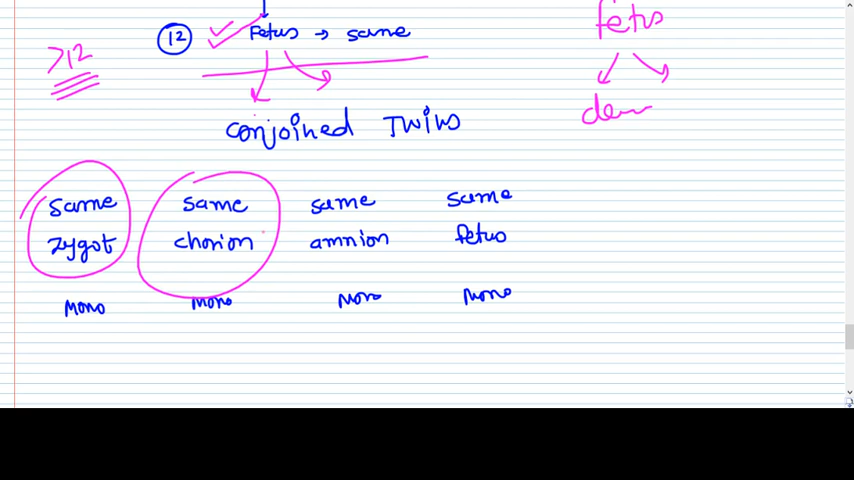 fetus
12 Fetus → same
>12
conjoined Twins
same same same same
zygot chorion amnion fetus
Mono Mono Mono Mono